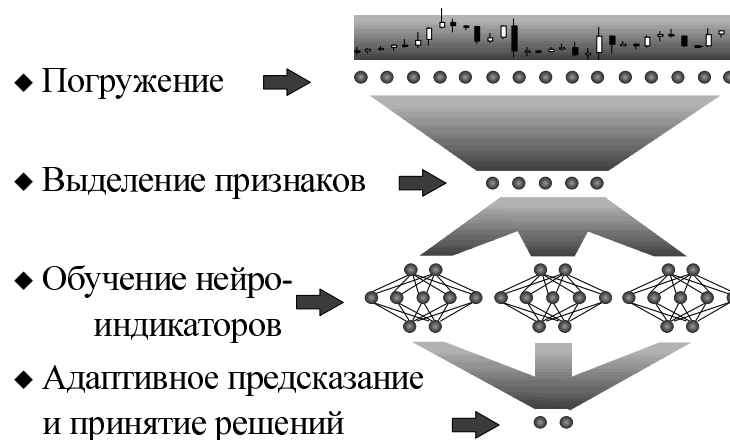 ◆ Погружение
◆ Выделение признаков
◆ Обучение нейро-
индикаторов
◆ Адаптивное предсказание
и принятие решений